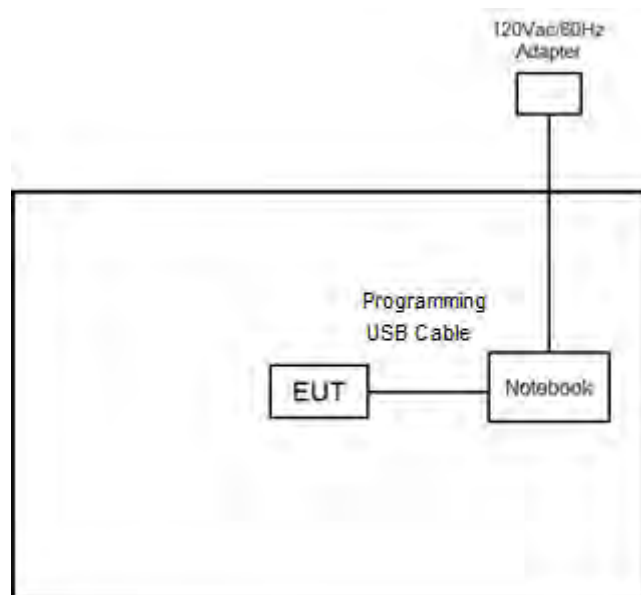 120Vac/60Hz
Adapter
Programming
USB Cable
EUT
Notebook